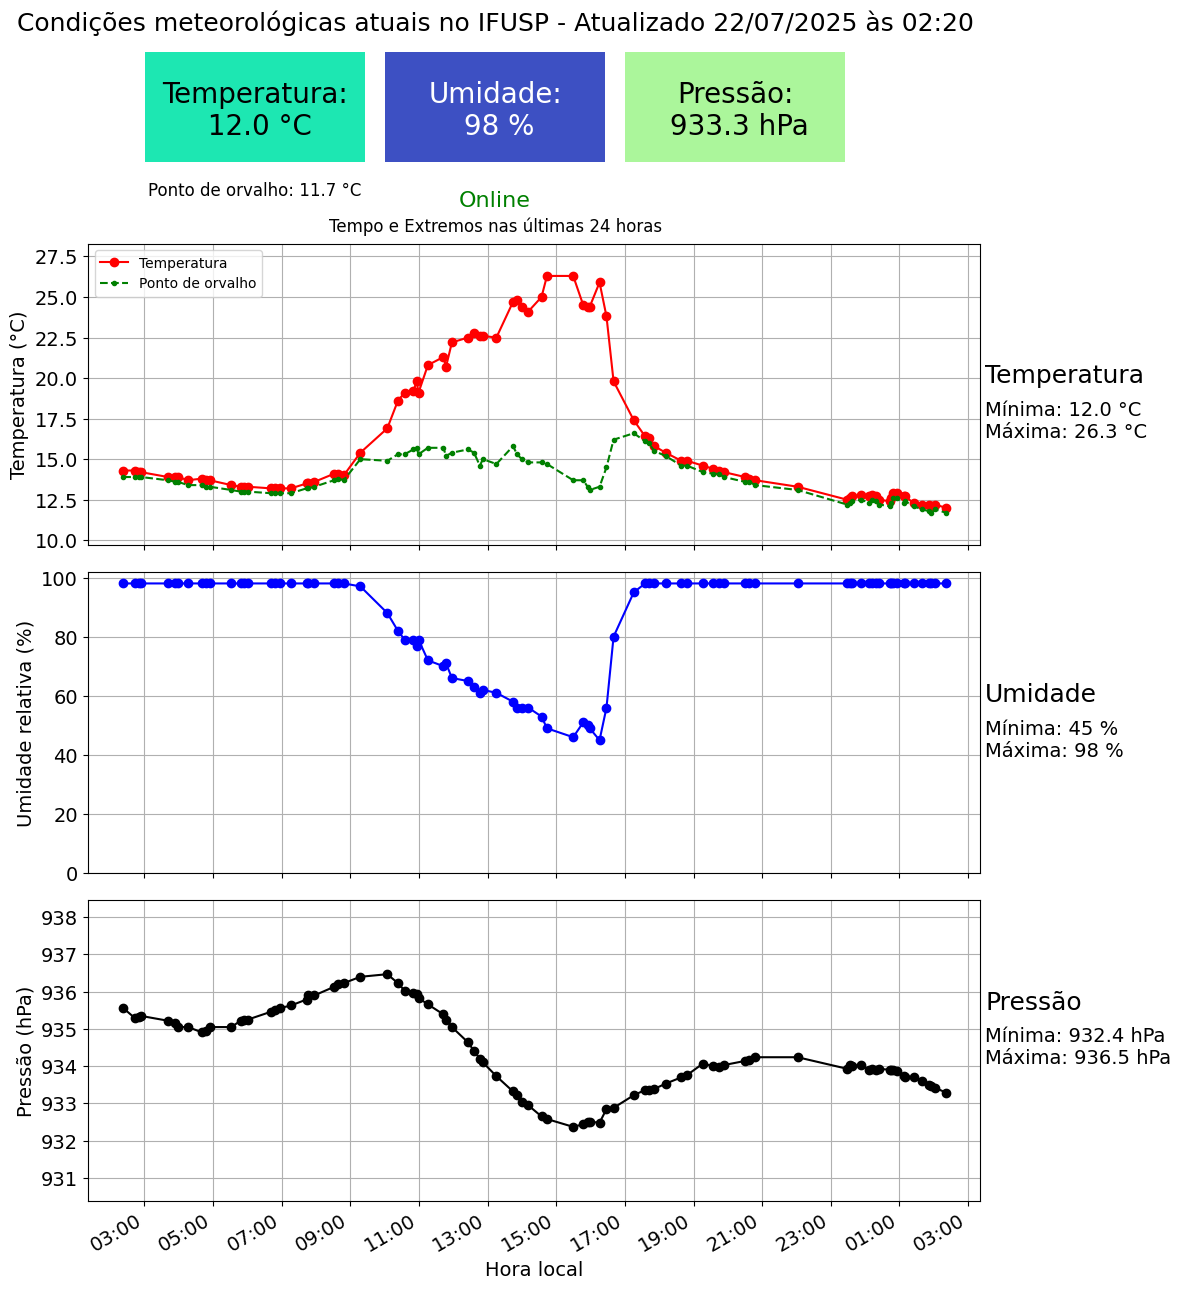 Condições meteorológicas atuais no IFUSP - Atualizado 22/07/2025 às 02:20
Temperatura:
12.0 °C
Umidade:
98 %
Pressão:
933.3 hPa
Ponto de orvalho: 11.7 °C
Online
Tempo e Extremos nas últimas 24 horas
Temperatura (°C)
27.5
25.0
22.5
20.0
17.5
15.0
12.5
10.0
Temperatura
Ponto de orvalho
Temperatura
Mínima: 12.0 °C
Máxima: 26.3 °C
Umidade relativa (%)
100
80
60
40
20
0
Umidade
Mínima: 45 %
Máxima: 98 %
Pressão (hPa)
938
937
936
935
934
933
932
931
Pressão
Mínima: 932.4 hPa
Máxima: 936.5 hPa
03:00 05:00 07:00 09:00 11:00 13:00 15:00 17:00 19:00 21:00 23:00 01:00 03:00
Hora local